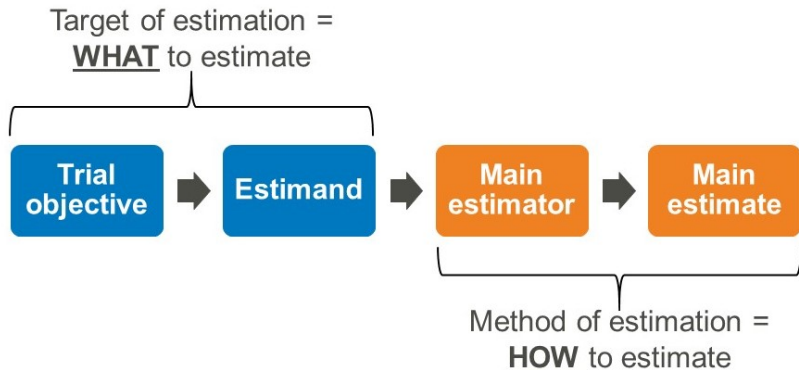 Target of estimation =
WHAT to estimate
Trial
objective
Estimand
Main
estimator
Main
estimate
Method of estimation =
HOW to estimate